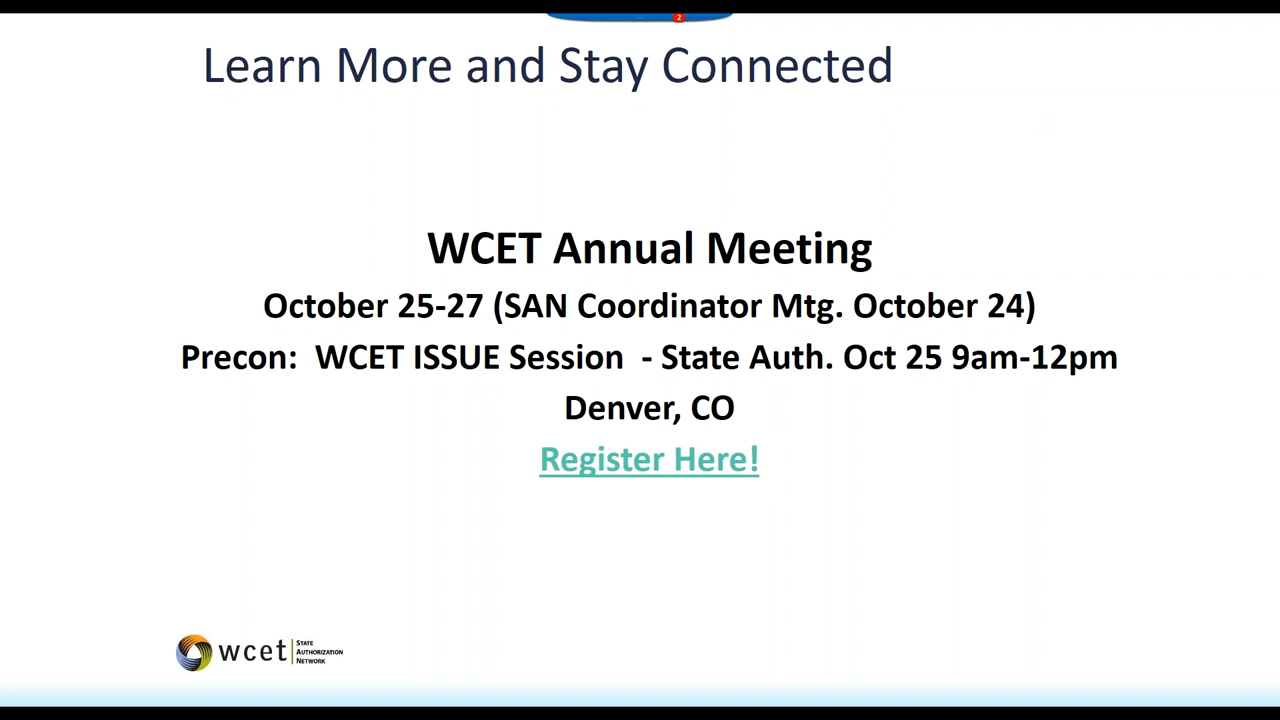 2
Learn More and Stay Connected
WCET Annual Meeting
October 25-27 (SAN Coordinator Mtg. October 24)
Precon:  WCET ISSUE Session  - State Auth. Oct 25 9am-12pm
Denver, CO
Register Here!
wcet
STATE
AUTHORIZATION
NETWORK